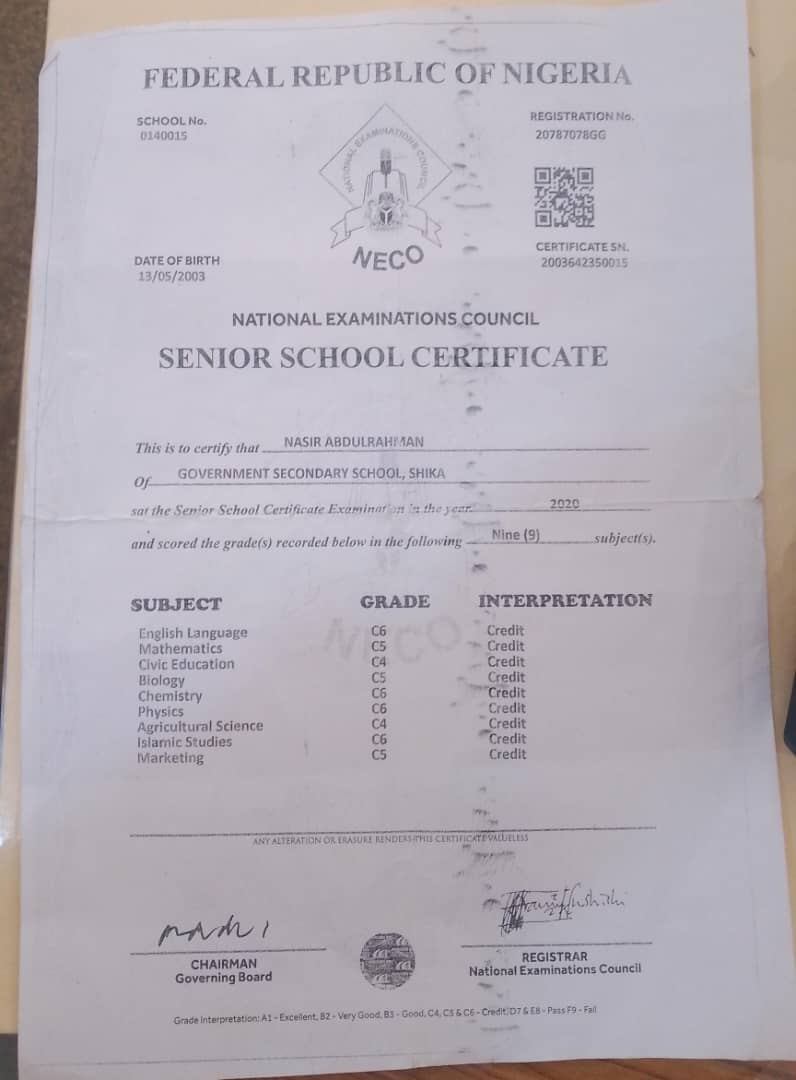 FEDERAL REPUBLIC OF NIGERIA
SCHOOL No.
0140015
REGISTRATION No.
20787078GG
NATIONAL EXAMINATIONS COUNCIL
NECO
DATE OF BIRTH
13/05/2003
CERTIFICATE SN.
2003642350015
NATIONAL EXAMINATIONS COUNCIL
SENIOR SCHOOL CERTIFICATE
This is to certify that NASIR ABDULRAHMAN
Of GOVERNMENT SECONDARY SCHOOL, SHIKA
sat the Senior School Certificate Examination in the year. 2020
and scored the grade(s) recorded below in the following Nine (9) subject(s).
SUBJECT GRADE INTERPRETATION
English Language C6 Credit
Mathematics C5 Credit
Civic Education C4 Credit
Biology C5 Credit
Chemistry C6 Credit
Physics C6 Credit
Agricultural Science C4 Credit
Islamic Studies C6 Credit
Marketing C5 Credit
NECO
ANY ALTERATION OR ERASURE RENDERS THIS CERTIFICATE VALUELESS
CHAIRMAN
Governing Board
REGISTRAR
National Examinations Council
Grade Interpretation: A1 - Excellent, B2 - Very Good, B3 - Good, C4, C5 & C6 - Credit, D7 & E8 - Pass F9 - Fail